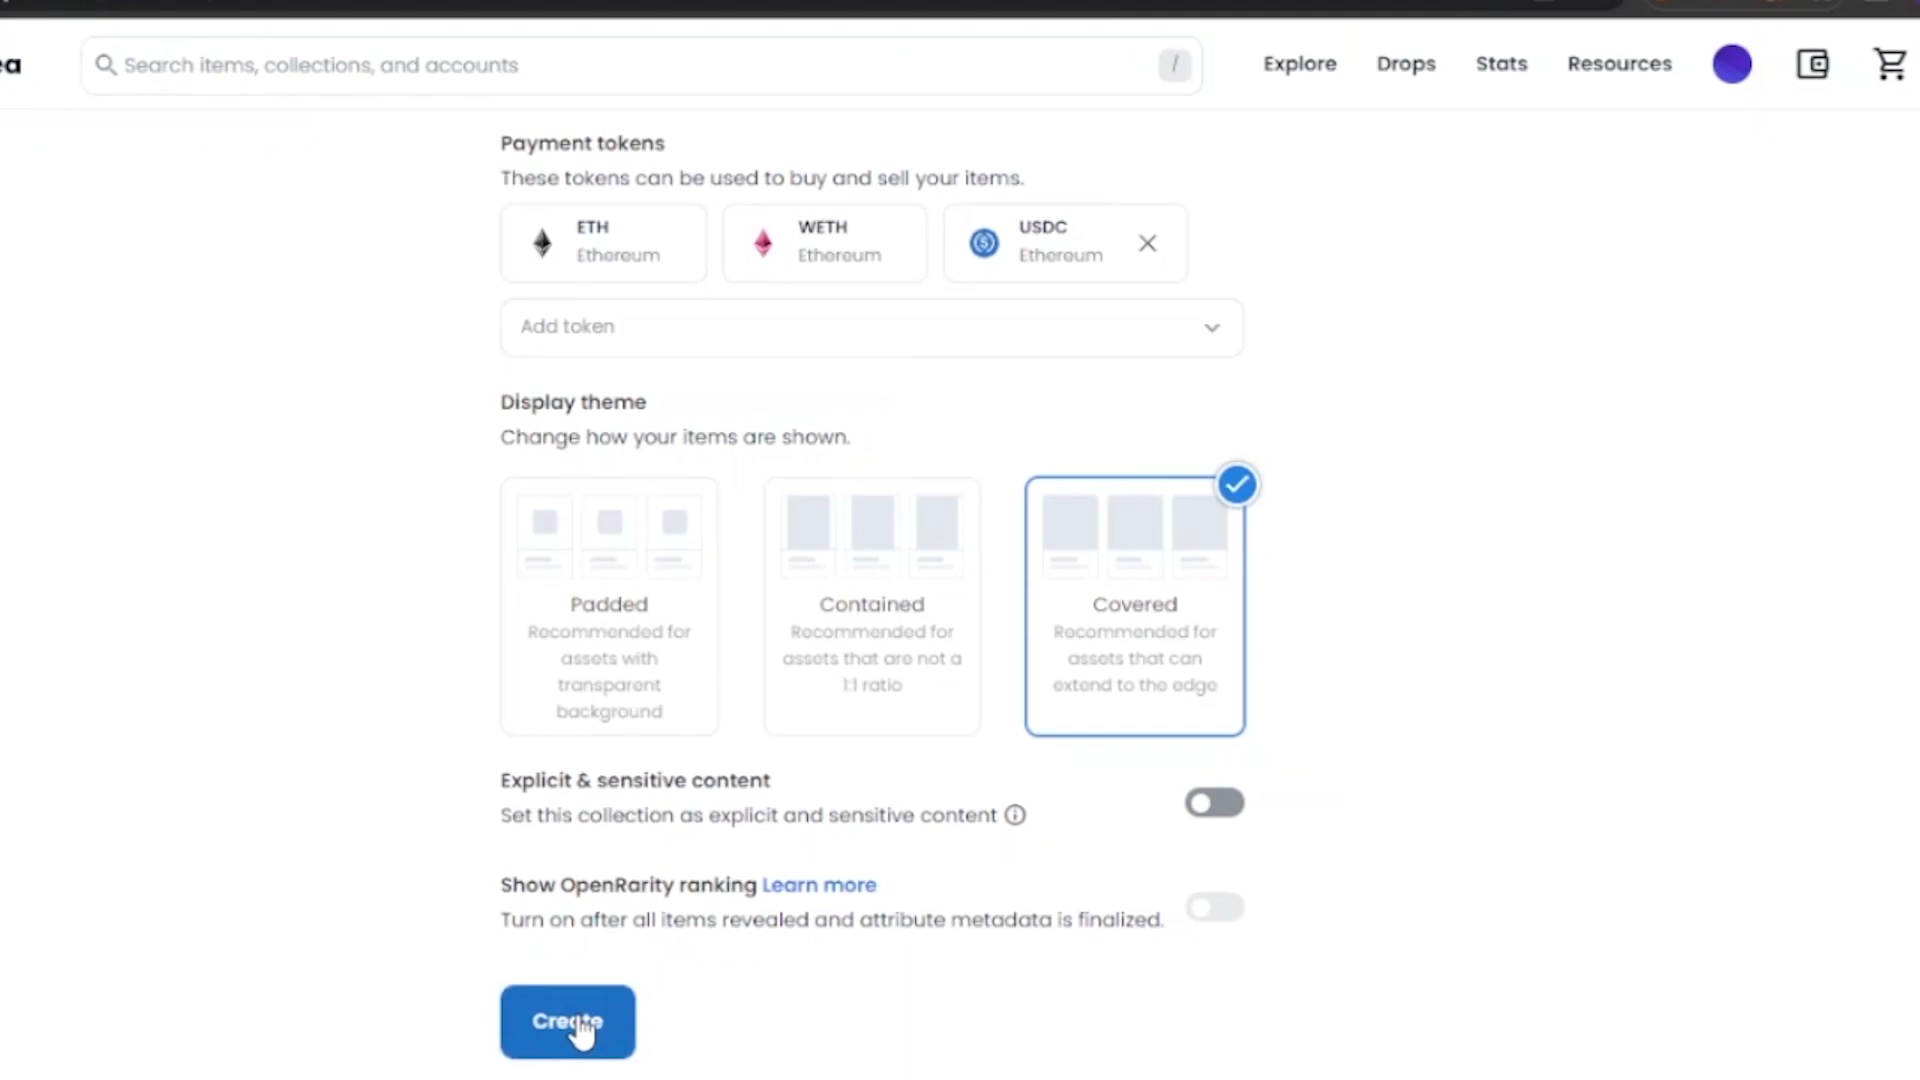 ea
Search items, collections, and accounts
/
Explore
Drops
Stats
Resources
Payment tokens
These tokens can be used to buy and sell your items.
ETH
Ethereum
WETH
Ethereum
USDC
Ethereum
Add token
Display theme
Change how your items are shown.
Padded
Recommended for
assets with
transparent
background
Contained
Recommended for
assets that are not a
1:1 ratio
Covered
Recommended for
assets that can
extend to the edge
Explicit & sensitive content
Set this collection as explicit and sensitive content
Show OpenRarity ranking Learn more
Turn on after all items revealed and attribute metadata is finalized.
Create